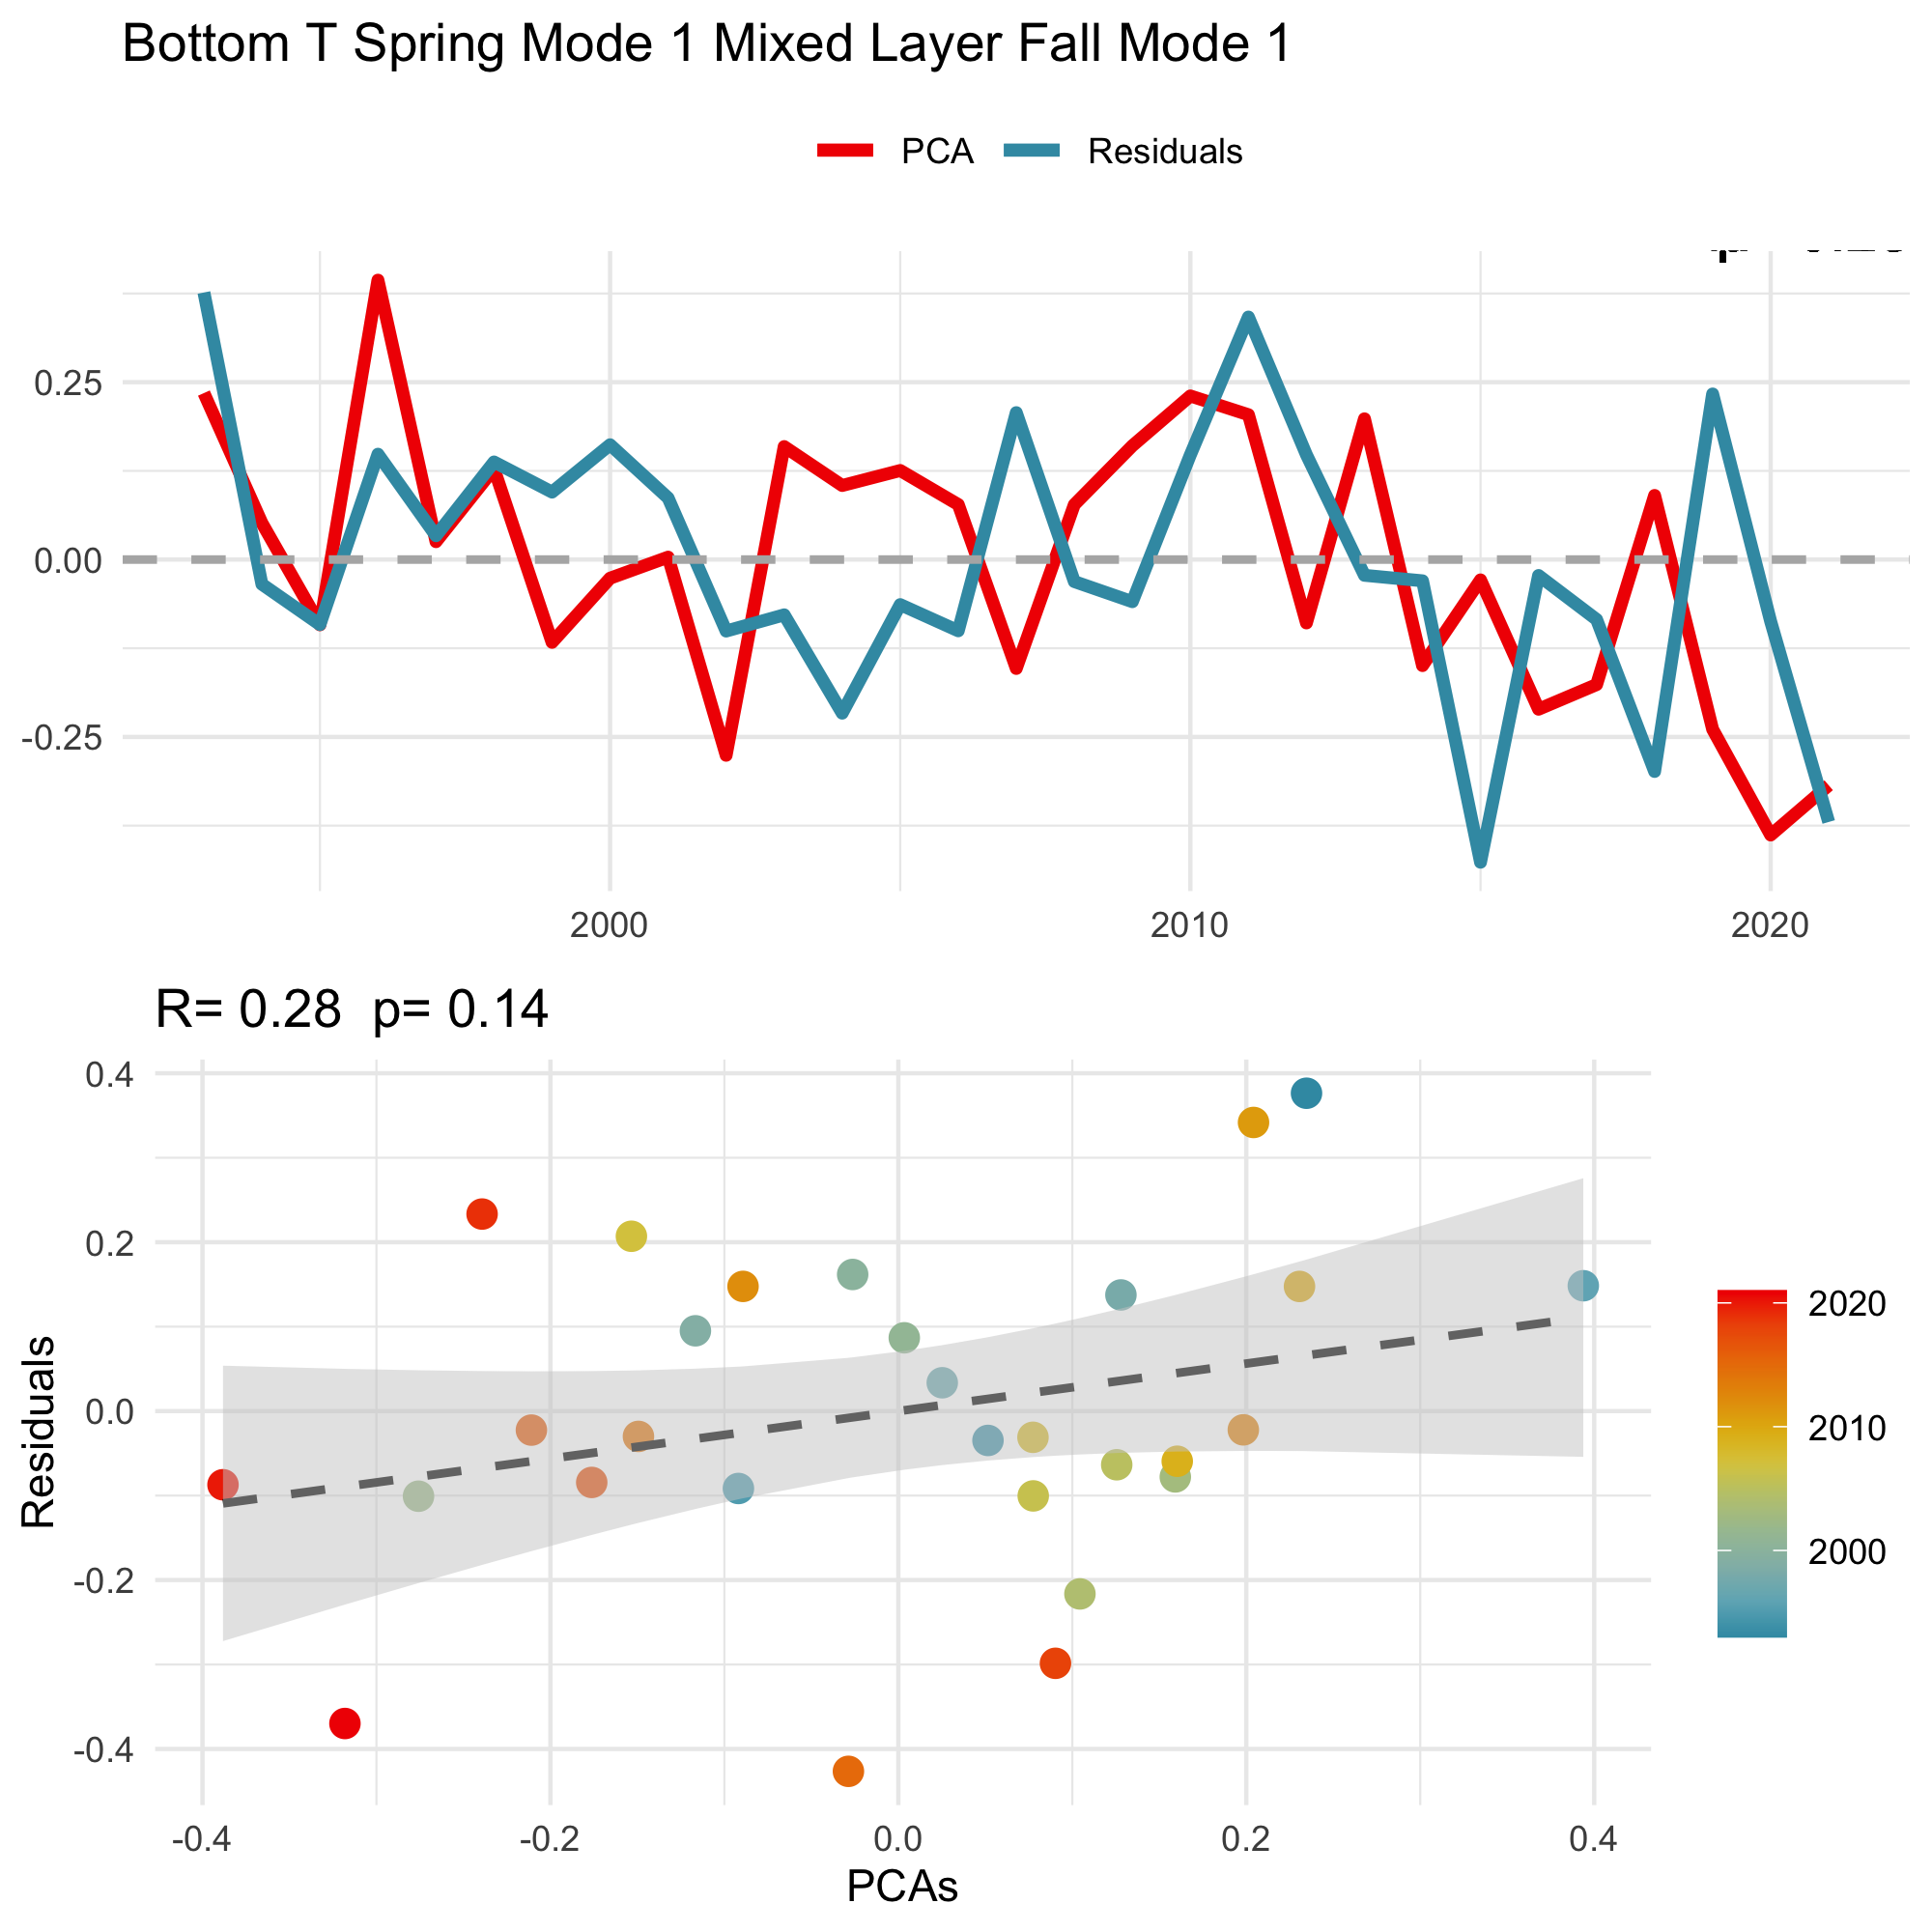 Bottom T Spring Mode 1 Mixed Layer Fall Mode 1
PCA Residuals
0.25
0.00
-0.25
2000 2010 2020
R= 0.28 p= 0.14
Residuals
0.4
0.2
0.0
-0.2
-0.4
-0.4 -0.2 0.0 0.2 0.4
PCAs
2020
2010
2000